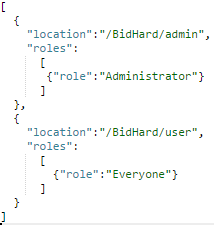 [
  {
    "location":"/BidHard/admin",
    "roles":
      [
       {"role":"Administrator"}
      ]
  },
  {
    "location":"/BidHard/user",
    "roles":
      [
        {"role":"Everyone"}
      ]
  }
]